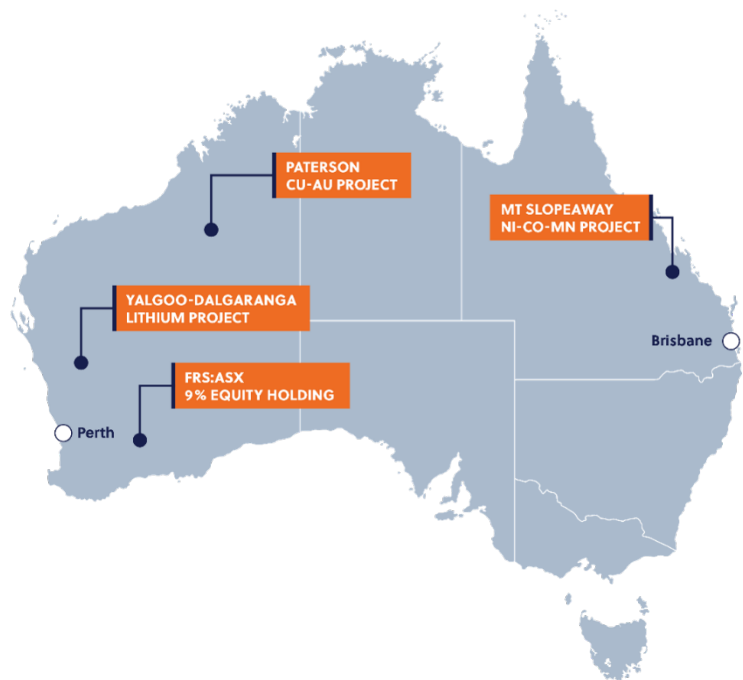 PATERSON
CU-AU PROJECT
MT SLOPEAWAY
NI-CO-MN PROJECT
YALGOO-DALGARANGA
LITHIUM PROJECT
Brisbane
FRS:ASX
9% EQUITY HOLDING
Perth